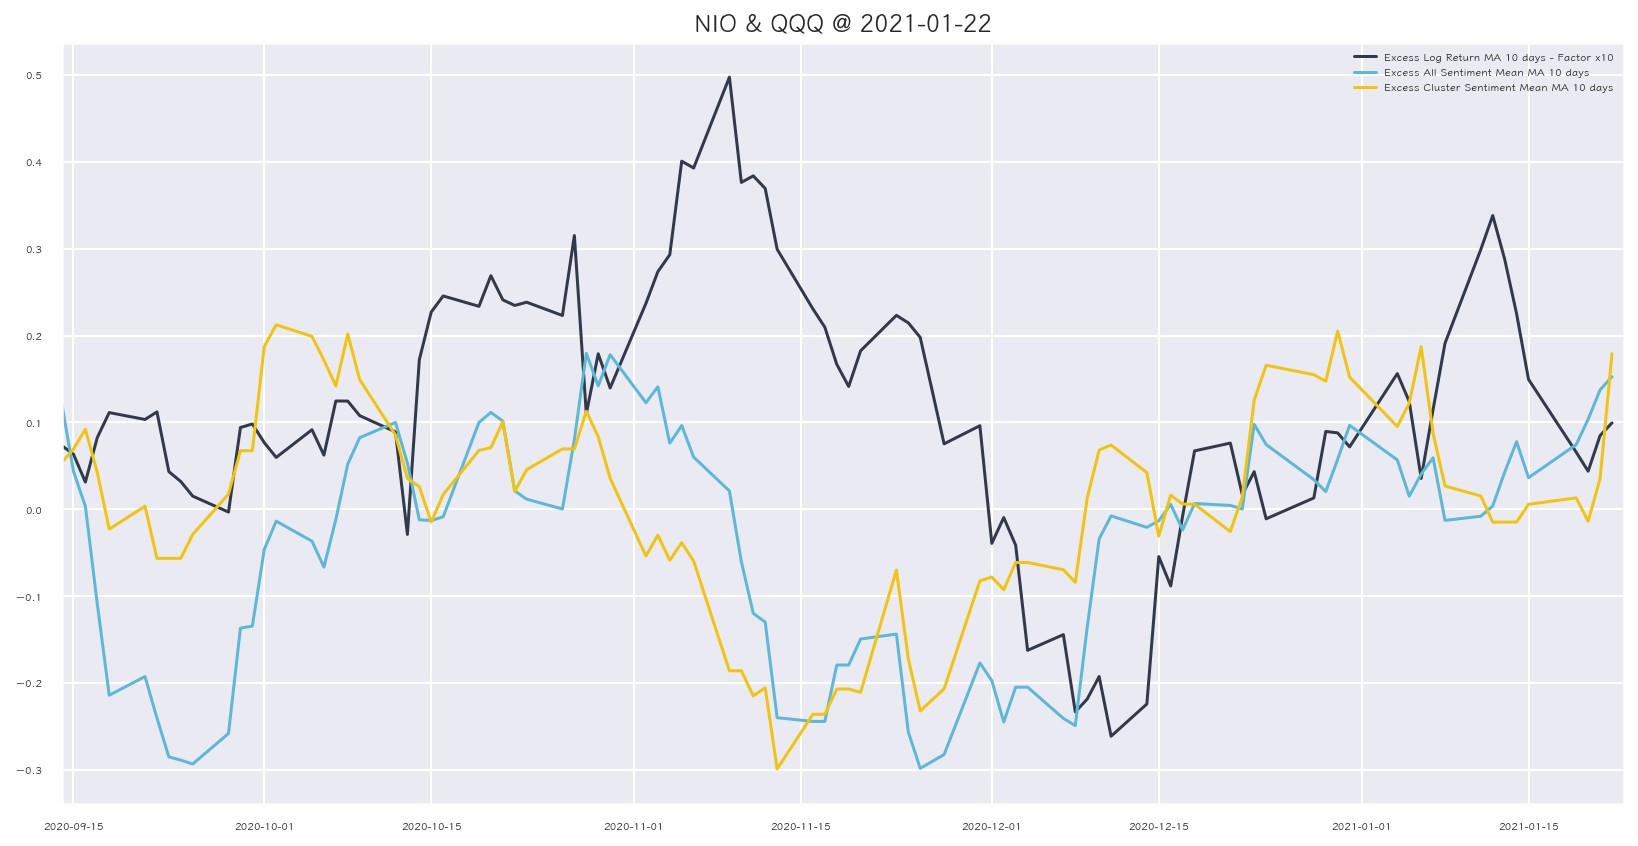 NIO & QQQ @ 2021-01-22
Excess Log Return MA 10 days - Factor x10
Excess All Sentiment Mean MA 10 days
Excess Cluster Sentiment Mean MA 10 days
0.5
0.4
0.3
0.2
0.1
0.0
−0.1
−0.2
−0.3
2020-09-15 2020-10-01 2020-10-15 2020-11-01 2020-11-15 2020-12-01 2020-12-15 2021-01-01 2021-01-15